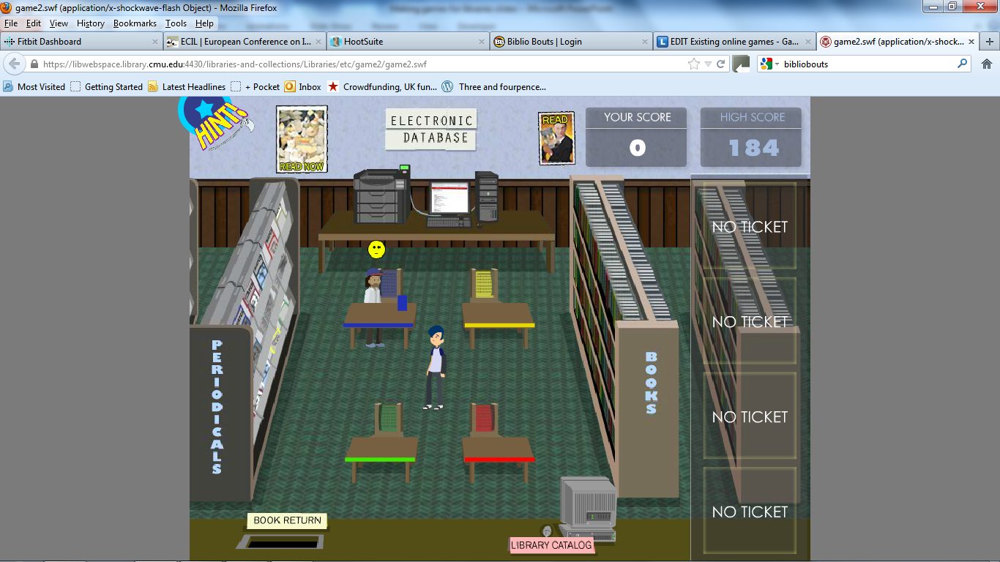 game2.swf (application/x-shockwave-flash Object) - Mozilla Firefox
File Edit View History Bookmarks Tools Help
Fitbit Dashboard
ECIL | European Conference on I...
HootSuite
Biblio Bouts | Login
EDIT Existing online games - Ga...
game2.swf (application/x-shock...
https://libwebspace.library.cmu.edu:4430/libraries-and-collections/Libraries/etc/game2/game2.swf
bibliobouts
Most Visited
Getting Started
Latest Headlines
+ Pocket
Inbox
Crowdfunding, UK fun...
Three and fourpence...
HINT!
READ NOW
ELECTRONIC
DATABASE
READ
YOUR SCORE
0
HIGH SCORE
184
PERIODICALS
BOOKS
NO TICKET
NO TICKET
NO TICKET
NO TICKET
BOOK RETURN
LIBRARY CATALOG